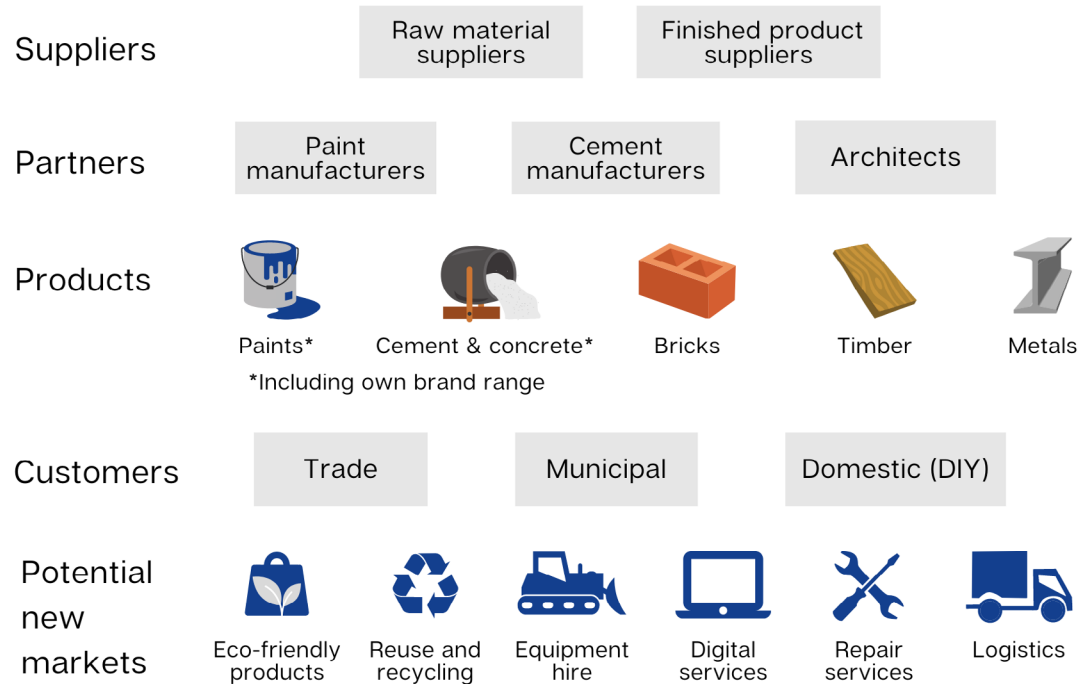 Suppliers
Raw material
suppliers
Finished product
suppliers
Partners
Paint
manufacturers
Cement
manufacturers
Architects
Products
Paints*
Cement & concrete*
Bricks
Timber
Metals
*Including own brand range
Customers
Trade
Municipal
Domestic (DIY)
Potential
new
markets
Eco-friendly
products
Reuse and
recycling
Equipment
hire
Digital
services
Repair
services
Logistics